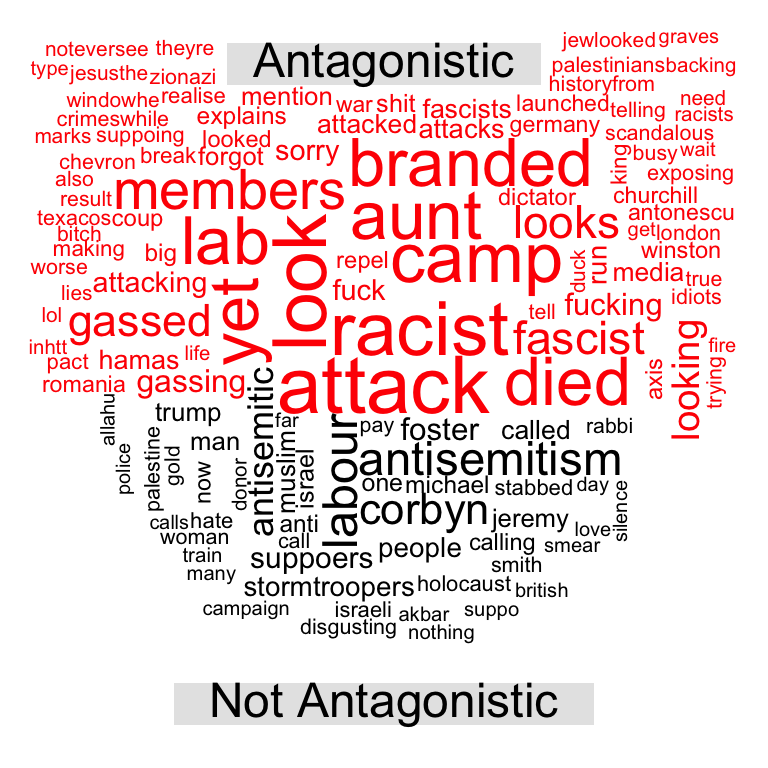 Antagonistic
noteversee theyre jewlooked graves
type jesusthe zionazi palestiniansbacking
windowhe realise mention war shit fascists launched historyfrom need
crimeswhile explains attacked attacks germany telling racists
marks suppoing looked sorry branded scandalous
chevron break forgot king busy wait
also members dictator exposing
result aunt looks churchill
texacoscoup lab look antonescu
bitch camp get london
making big repel duck run winston
worse attacking yet fuck media true
lies tell fucking idiots
lol gassed racist fascist looking
inhtt fire
pact hamas life axis trying
romania gassing attack died
allahu trump antisemitic far labour pay foster called rabbi
man muslim antisemitism
police palestine gold now donor israel one michael stabbed day
calls hate anti corbyn jeremy love silence
woman call people calling smear
train suppoers smith
many stormtroopers holocaust british
campaign israeli akbar suppo
disgusting nothing
Not Antagonistic